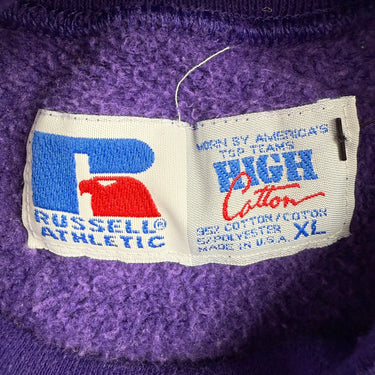 RUSSELL®
ATHLETIC
WORN BY AMERICA'S
TOP TEAMS
HIGH
Cotton
95% COTTON/COTON
5% POLYESTER
MADE IN U.S.A. XL